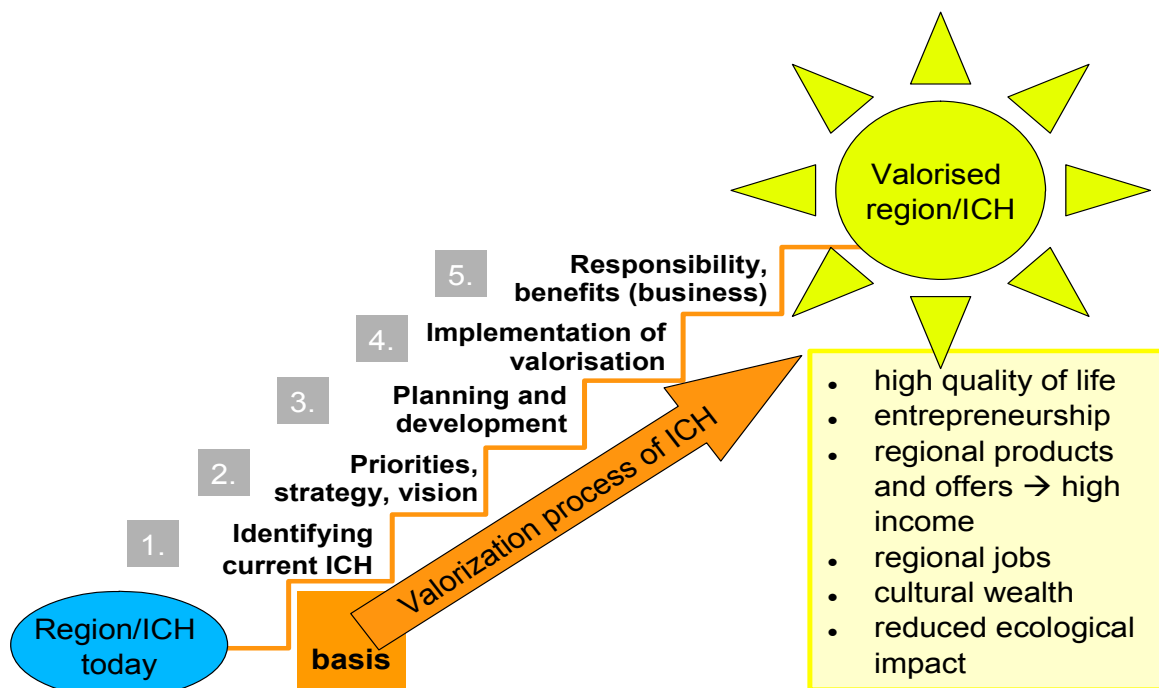 Valorised
region/ICH
5.
Responsibility,
benefits (business)
4.
Implementation of
valorisation
3.
Planning and
development
2.
Priorities,
strategy, vision
1.
Identifying
current ICH
Region/ICH
today
basis
Valorization process of ICH
• high quality of life
• entrepreneurship
• regional products
and offers → high
income
• regional jobs
• cultural wealth
• reduced ecological
impact